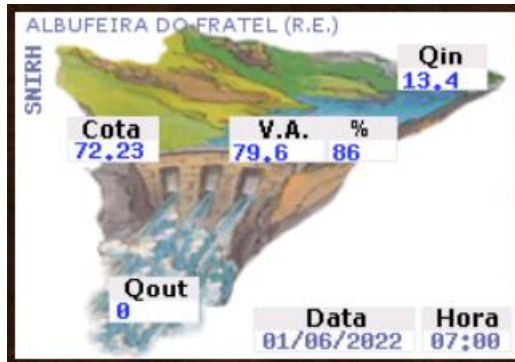 ALBUFEIRA DO FRATEL (R.E.)
SNIRH
Qin
13,4
Cota
72.23
V.A. %
79.6 86
Qout
0
Data Hora
01/06/2022 07:00